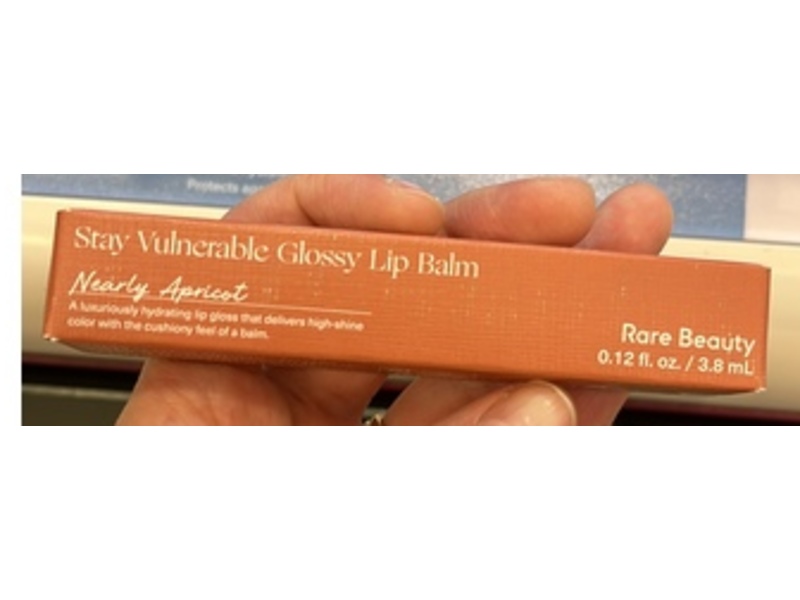 Protects
Stay Vulnerable Glossy Lip Balm
Nearly Apricot
A luxuriously hydrating lip gloss that delivers high-shine
color with the cushiony feel of a balm.
Rare Beauty
0.12 fl. oz. / 3.8 mL